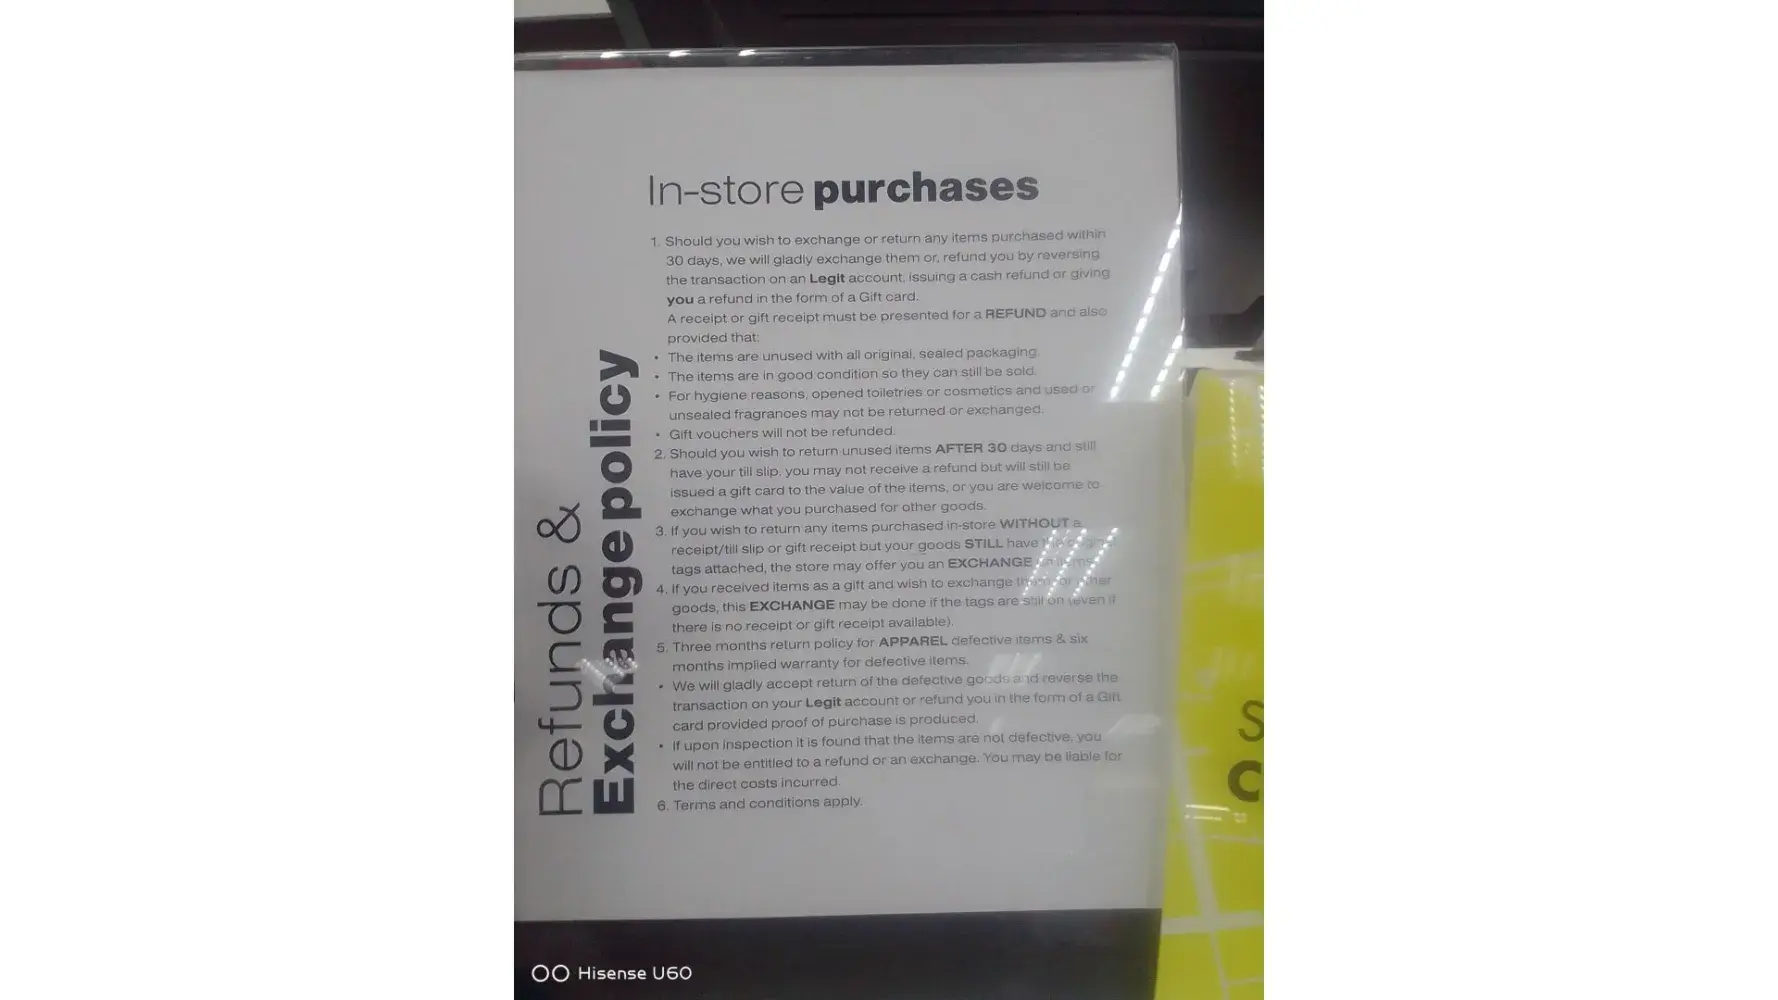 Refunds &
Exchange policy
In-store purchases
1. Should you wish to exchange or return any items purchased within
30 days, we will gladly exchange them or, refund you by reversing
the transaction on an Legit account, issuing a cash refund or giving
you a refund in the form of a Gift card.
A receipt or gift receipt must be presented for a REFUND and also
provided that:
• The items are unused with all original, sealed packaging.
• The items are in good condition so they can still be sold.
• For hygiene reasons, opened toiletries or cosmetics and used or
unsealed fragrances may not be returned or exchanged.
• Gift vouchers will not be refunded.
2. Should you wish to return unused items AFTER 30 days and still
have your till slip, you may not receive a refund but will still be
issued a gift card to the value of the items, or you are welcome to
exchange what you purchased for other goods.
3. If you wish to return any items purchased in-store WITHOUT a
receipt/till slip or gift receipt but your goods STILL have the original
tags attached, the store may offer you an EXCHANGE items
4. If you received items as a gift and wish to exchange them for other
goods, this EXCHANGE may be done if the tags are still on (even if
there is no receipt or gift receipt available).
5. Three months return policy for APPAREL defective items & six
months implied warranty for defective items.
• We will gladly accept return of the defective goods and reverse the
transaction on your Legit account or refund you in the form of a Gift
card provided proof of purchase is produced.
• If upon inspection it is found that the items are not defective, you
will not be entitled to a refund or an exchange. You may be liable for
the direct costs incurred.
6. Terms and conditions apply.
S
C
Hisense U60